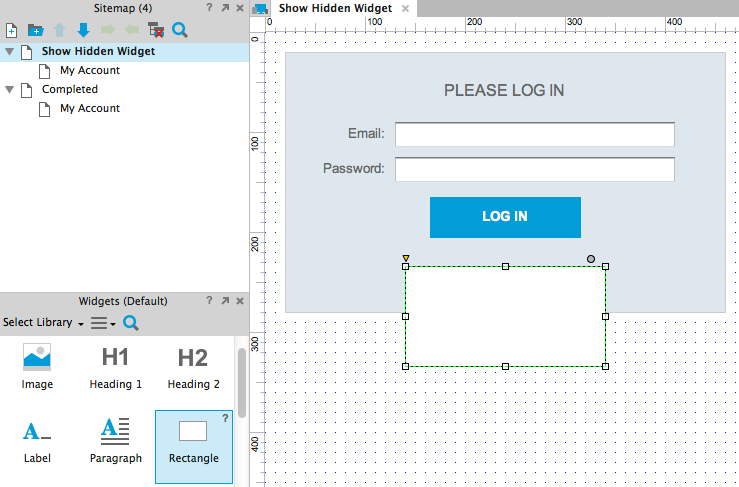 Sitemap (4)
?
Show Hidden Widget
My Account
Completed
My Account
Widgets (Default)
?
Select Library
Image
H1
Heading 1
H2
Heading 2
A
Label
A
Paragraph
?
Rectangle
Show Hidden Widget
0 100 200 300 400
0
100
200
300
400
PLEASE LOG IN
Email:
Password:
LOG IN